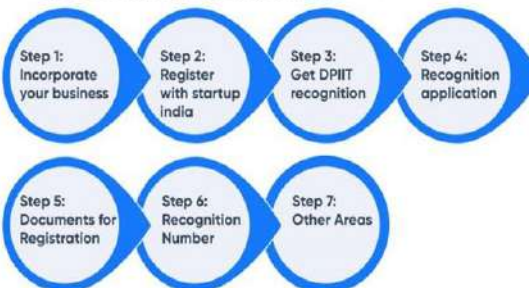 Step 1:
Incorporate
your business
Step 2:
Register
with startup
india
Step 3:
Get DPIIT
recognition
Step 4:
Recognition
application
Step 5:
Documents for
Registration
Step 6:
Recognition
Number
Step 7:
Other Areas